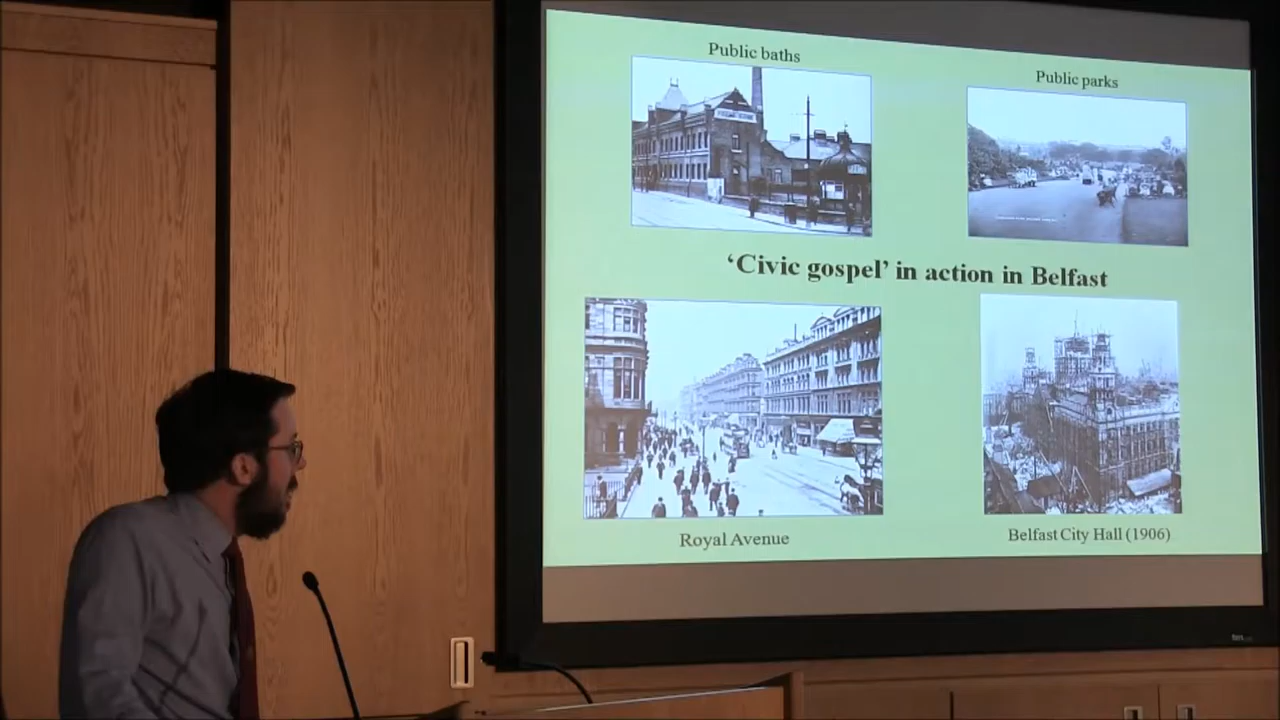 Public baths
Public parks
‘Civic gospel’ in action in Belfast
Royal Avenue
Belfast City Hall (1906)